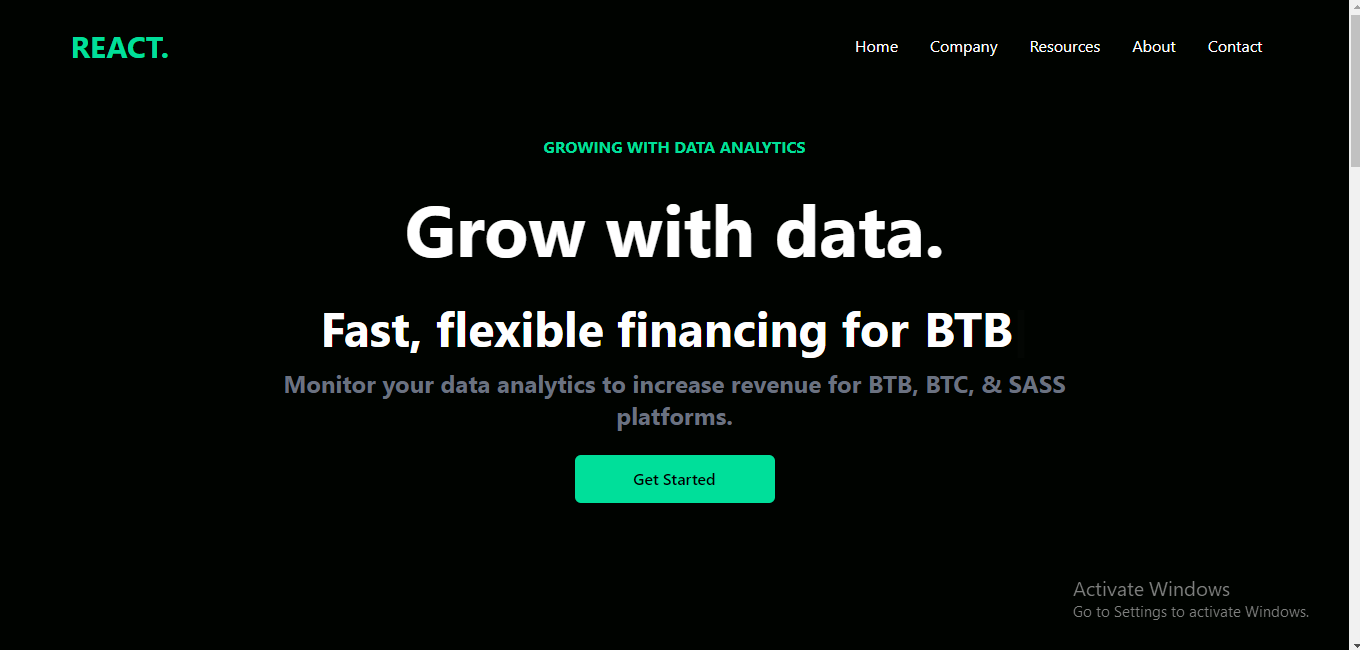 REACT.
Home Company Resources About Contact
GROWING WITH DATA ANALYTICS
Grow with data.
Fast, flexible financing for BTB
Monitor your data analytics to increase revenue for BTB, BTC, & SASS
platforms.
Get Started
Activate Windows
Go to Settings to activate Windows.